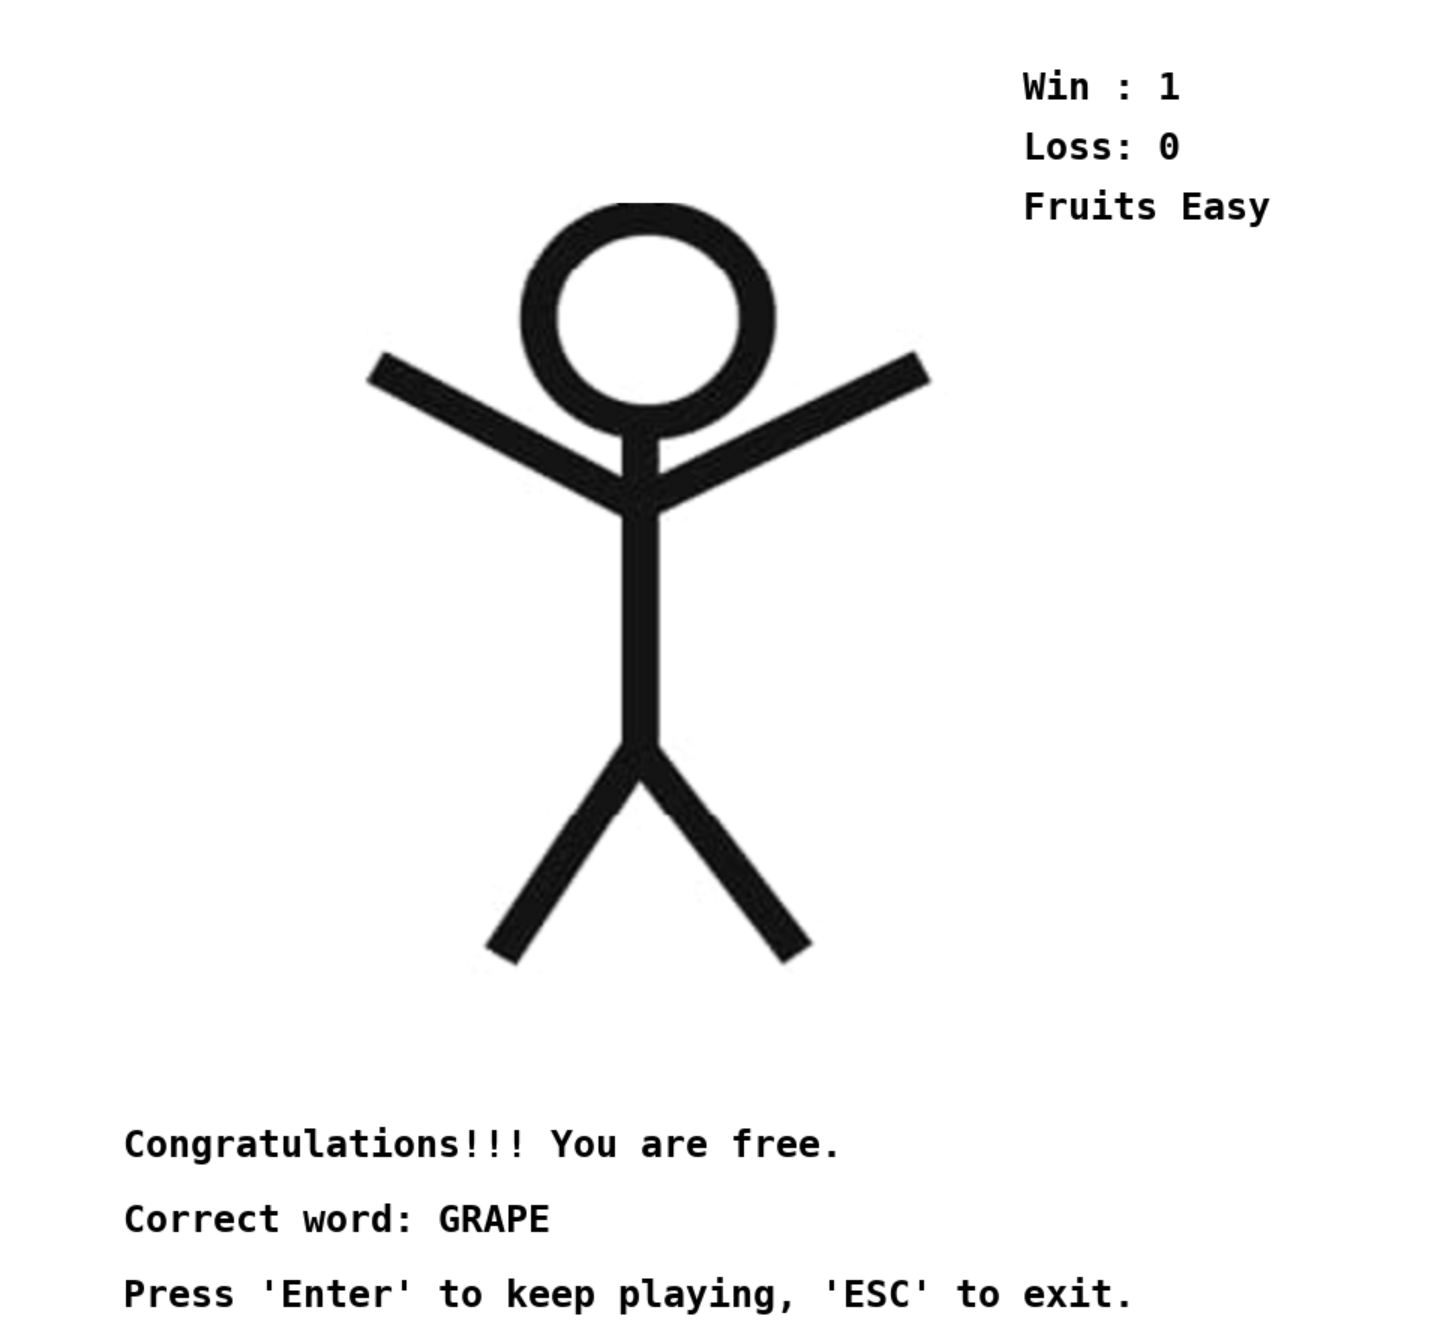 Win : 1
Loss: 0
Fruits Easy
Congratulations!!! You are free.
Correct word: GRAPE
Press 'Enter' to keep playing, 'ESC' to exit.